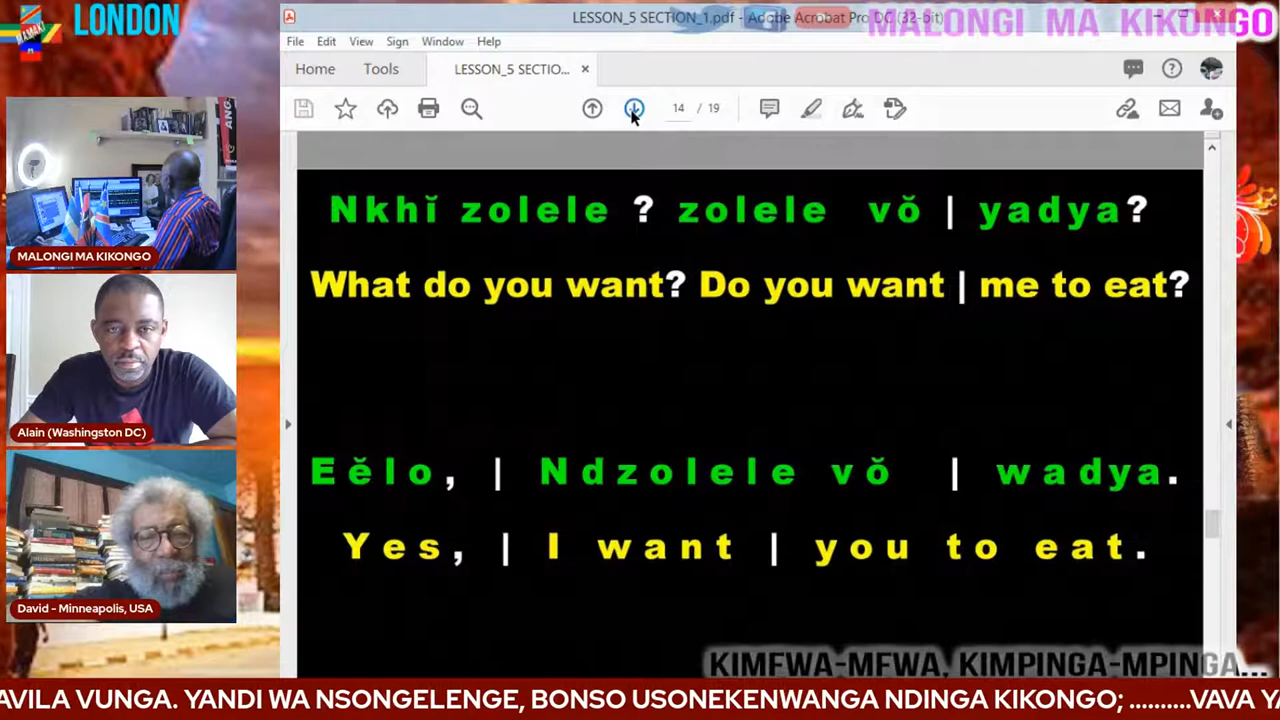 LONDON
LESSON_5 SECTION_1.pdf - Adobe Acrobat Pro DC (32-bit)
MALONGI MA KIKONGO
File Edit View Sign Window Help
Home Tools LESSON_5 SECTIO... ×
14 / 19
MALONGI MA KIKONGO
Alain (Washingston DC)
David - Minneapolis, USA
Nkhĭ zolele ? zolele vŏ | yadya?
What do you want? Do you want | me to eat?
Eĕlo, | Ndzolele vŏ | wadya.
Yes, | I want | you to eat.
KIMFWA-MFWA, KIMPINGA-MPINGA...
AVILA VUNGA. YANDI WA NSONGELENGE, BONSO USONEKENWANGA NDINGA KIKONGO; ..........VAVA